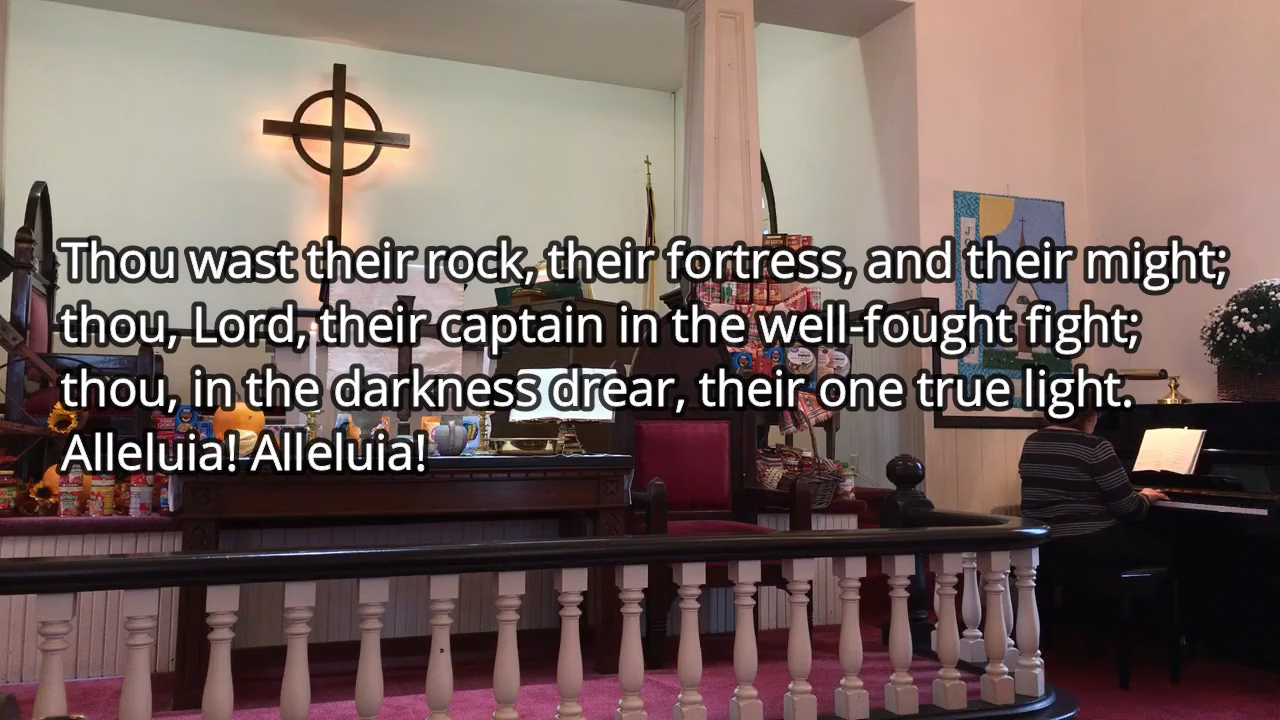 Thou wast their rock, their fortress, and their might;
thou, Lord, their captain in the well-fought fight;
thou, in the darkness drear, their one true light.
Alleluia! Alleluia!